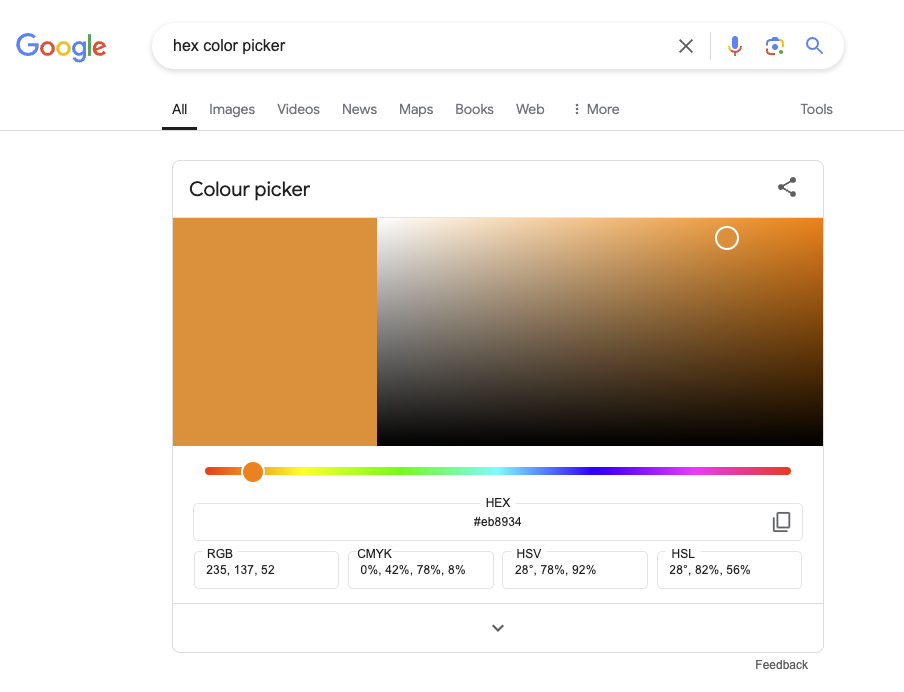 Google
hex color picker
All Images Videos News Maps Books Web More Tools
Colour picker
HEX
#eb8934
RGB
235, 137, 52
CMYK
0%, 42%, 78%, 8%
HSV
28°, 78%, 92%
HSL
28°, 82%, 56%
Feedback